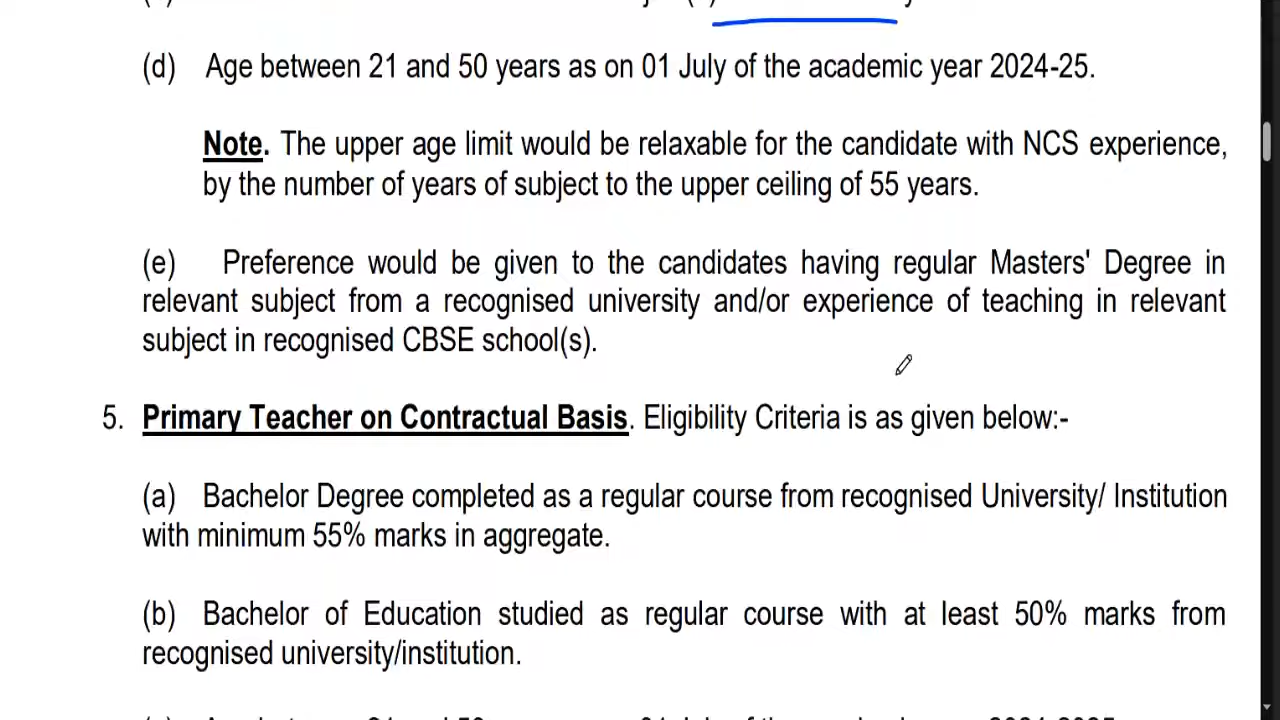 (d) Age between 21 and 50 years as on 01 July of the academic year 2024-25.
Note. The upper age limit would be relaxable for the candidate with NCS experience,
by the number of years of subject to the upper ceiling of 55 years.
(e) Preference would be given to the candidates having regular Masters' Degree in
relevant subject from a recognised university and/or experience of teaching in relevant
subject in recognised CBSE school(s).
5. Primary Teacher on Contractual Basis. Eligibility Criteria is as given below:-
(a) Bachelor Degree completed as a regular course from recognised University/ Institution
with minimum 55% marks in aggregate.
(b) Bachelor of Education studied as regular course with at least 50% marks from
recognised university/institution.